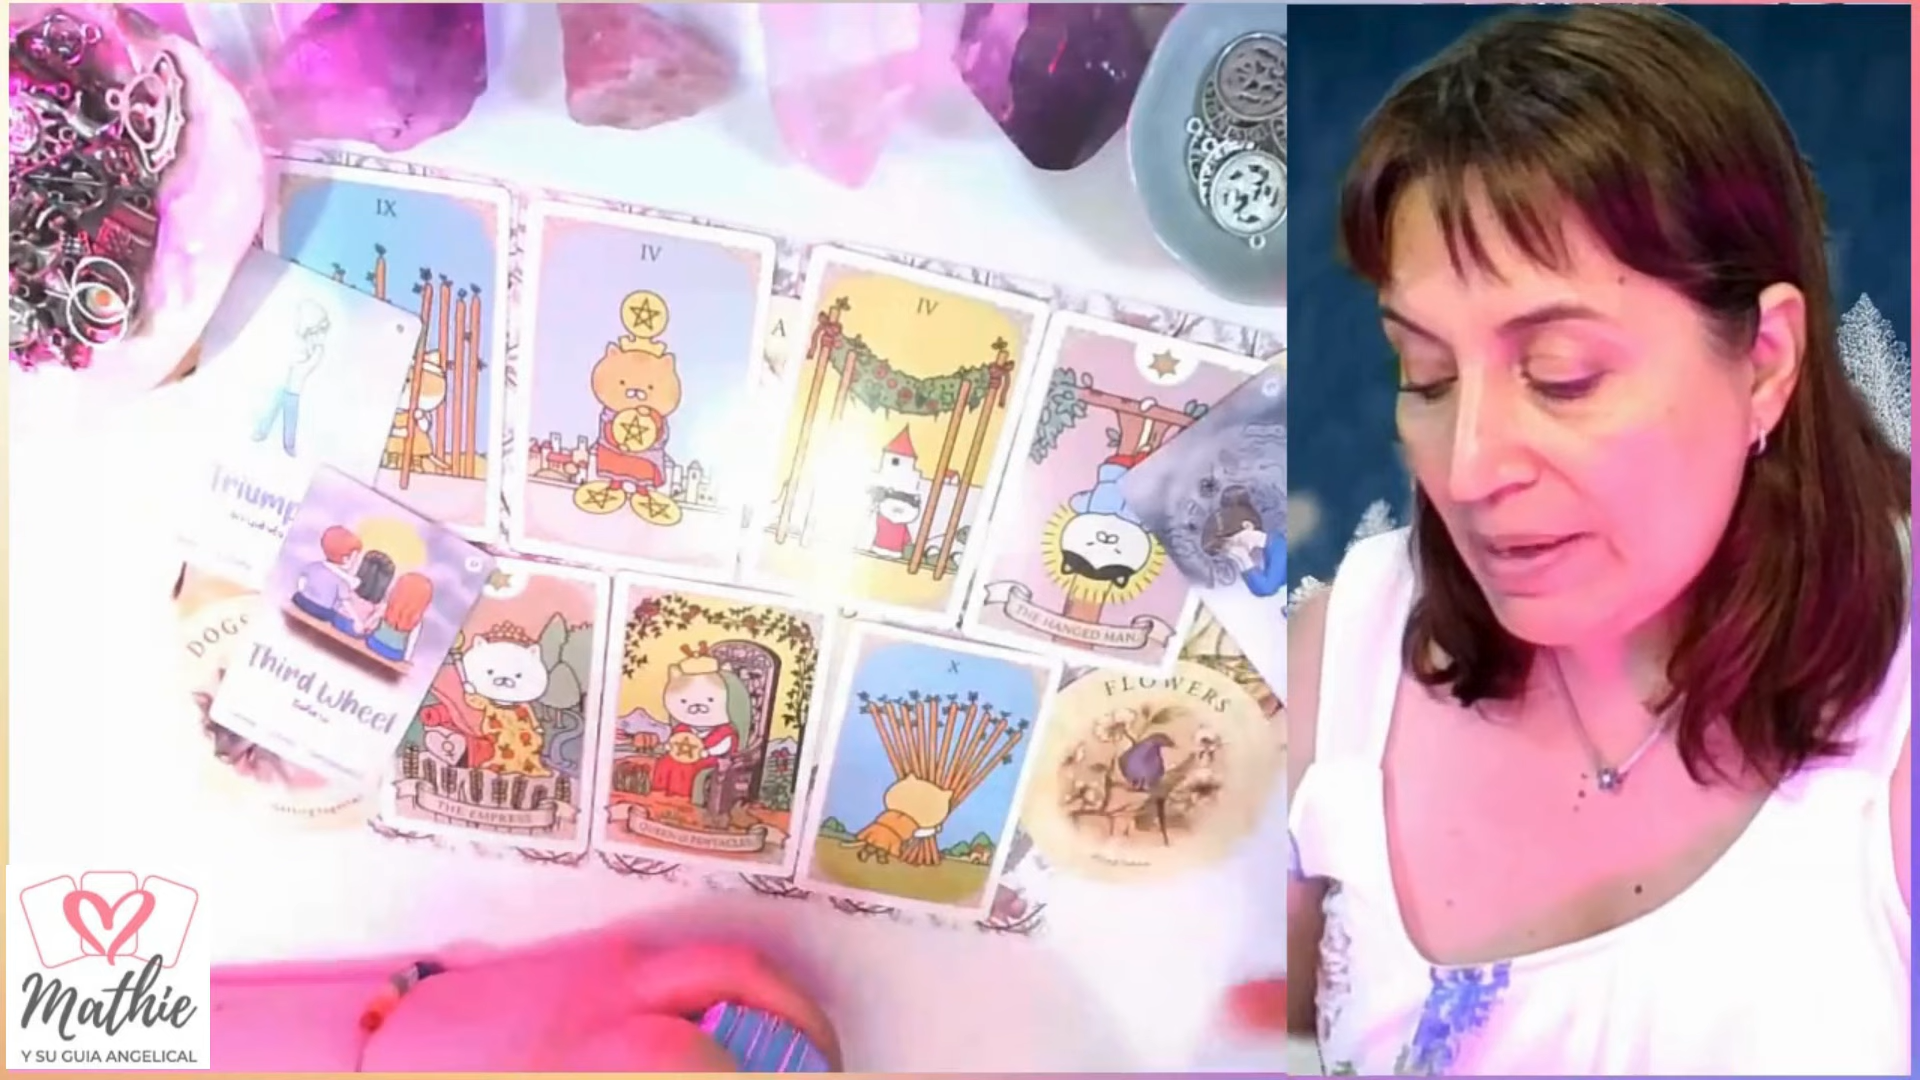 IX
IV
IV
A
THE HANGED MAN
Triump
DOGS
Third Wheel
THE EMPRESS
QUEEN of PENTACLES
X
FLOWERS
Mathie
Y SU GUIA ANGELICAL